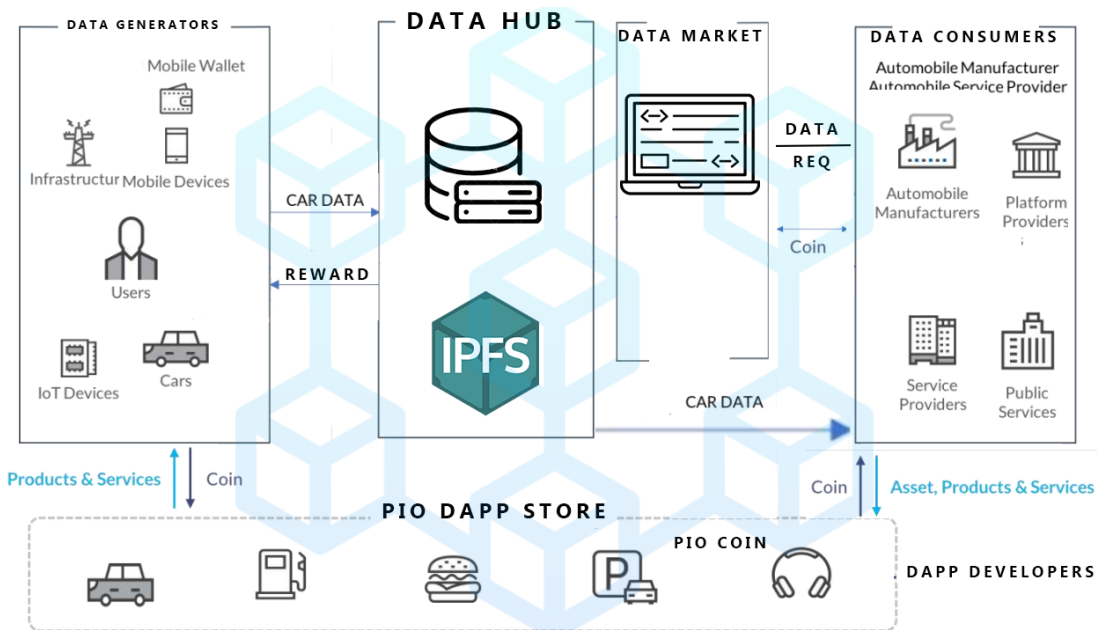 DATA GENERATORS
Mobile Wallet
Infrastructur
Mobile Devices
Users
IoT Devices
Cars
CAR DATA
REWARD
DATA HUB
IPFS
DATA MARKET
DATA
REQ
Coin
CAR DATA
DATA CONSUMERS
Automobile Manufacturer
Automobile Service Provider
Automobile
Manufacturers
Platform
Providers
Service
Providers
Public
Services
Products & Services
Coin
Coin
Asset, Products & Services
PIO DAPP STORE
PIO COIN
P
DAPP DEVELOPERS